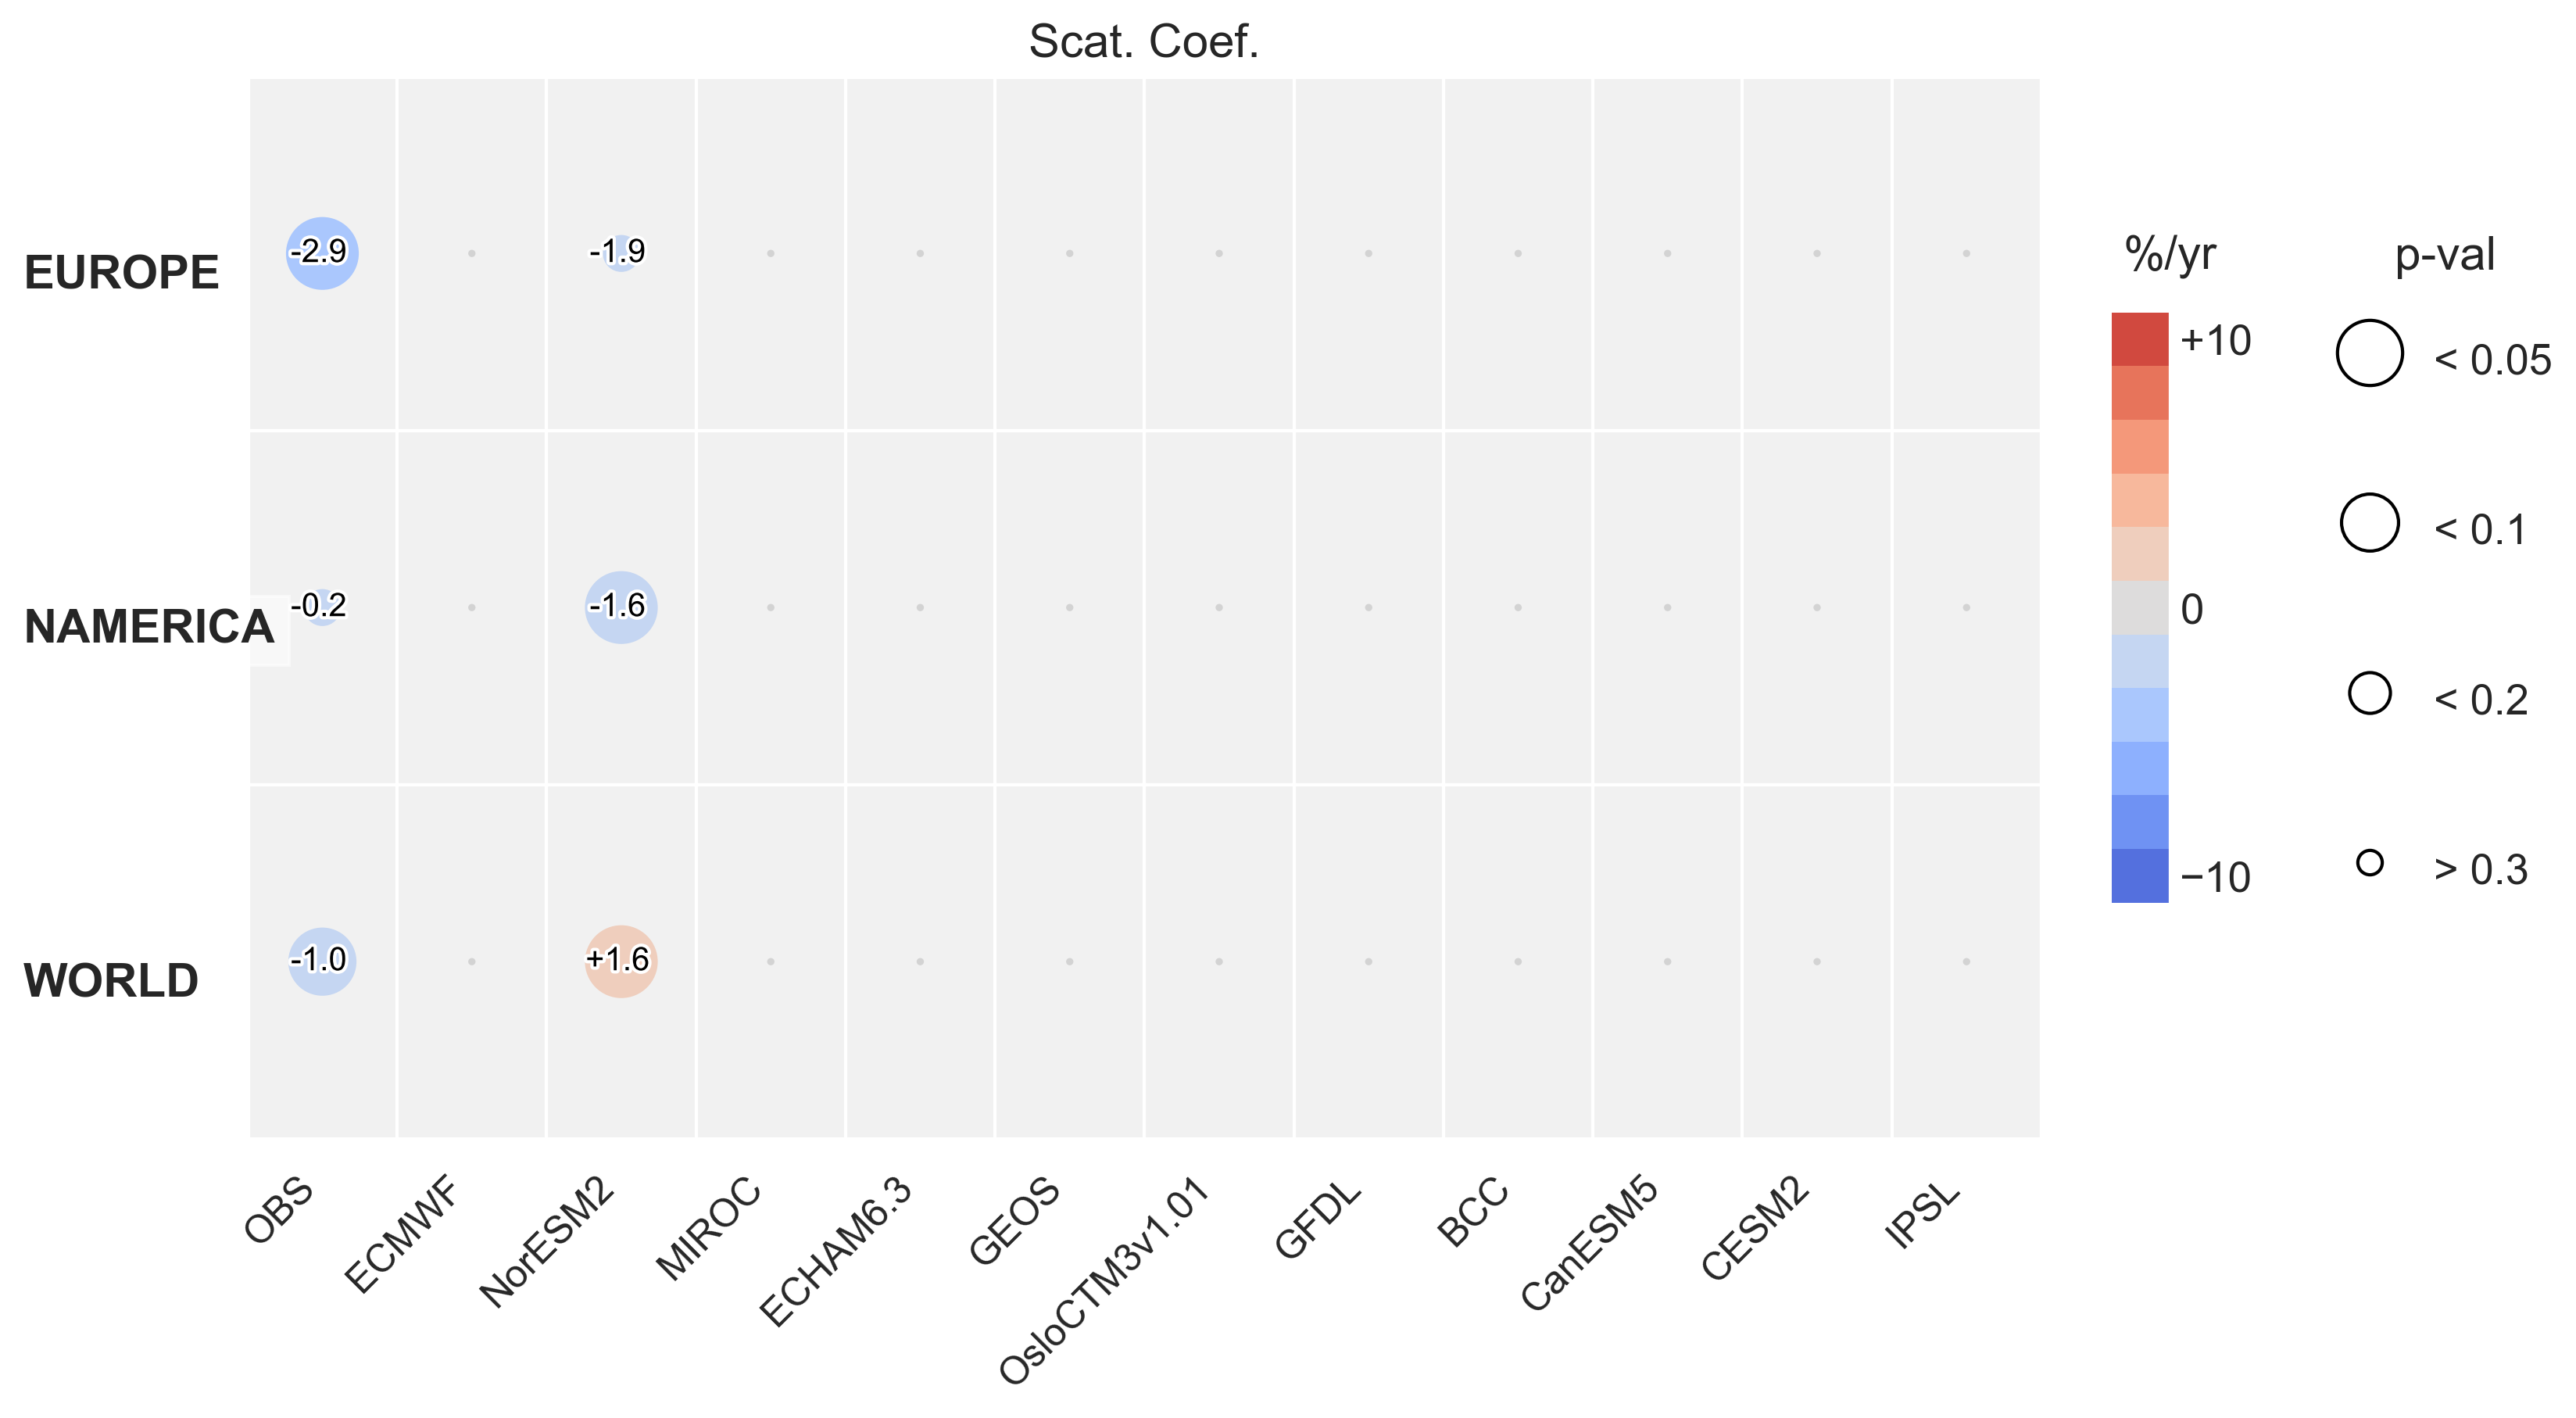 Scat. Coef.
EUROPE
-2.9
-1.9
NAMERICA
-0.2
-1.6
WORLD
-1.0
+1.6
OBS
ECMWF
NorESM2
MIROC
ECHAM6.3
GEOS
OsloCTM3v1.01
GFDL
BCC
CanESM5
CESM2
IPSL
%/yr
+10
0
−10
p-val
< 0.05
< 0.1
< 0.2
> 0.3